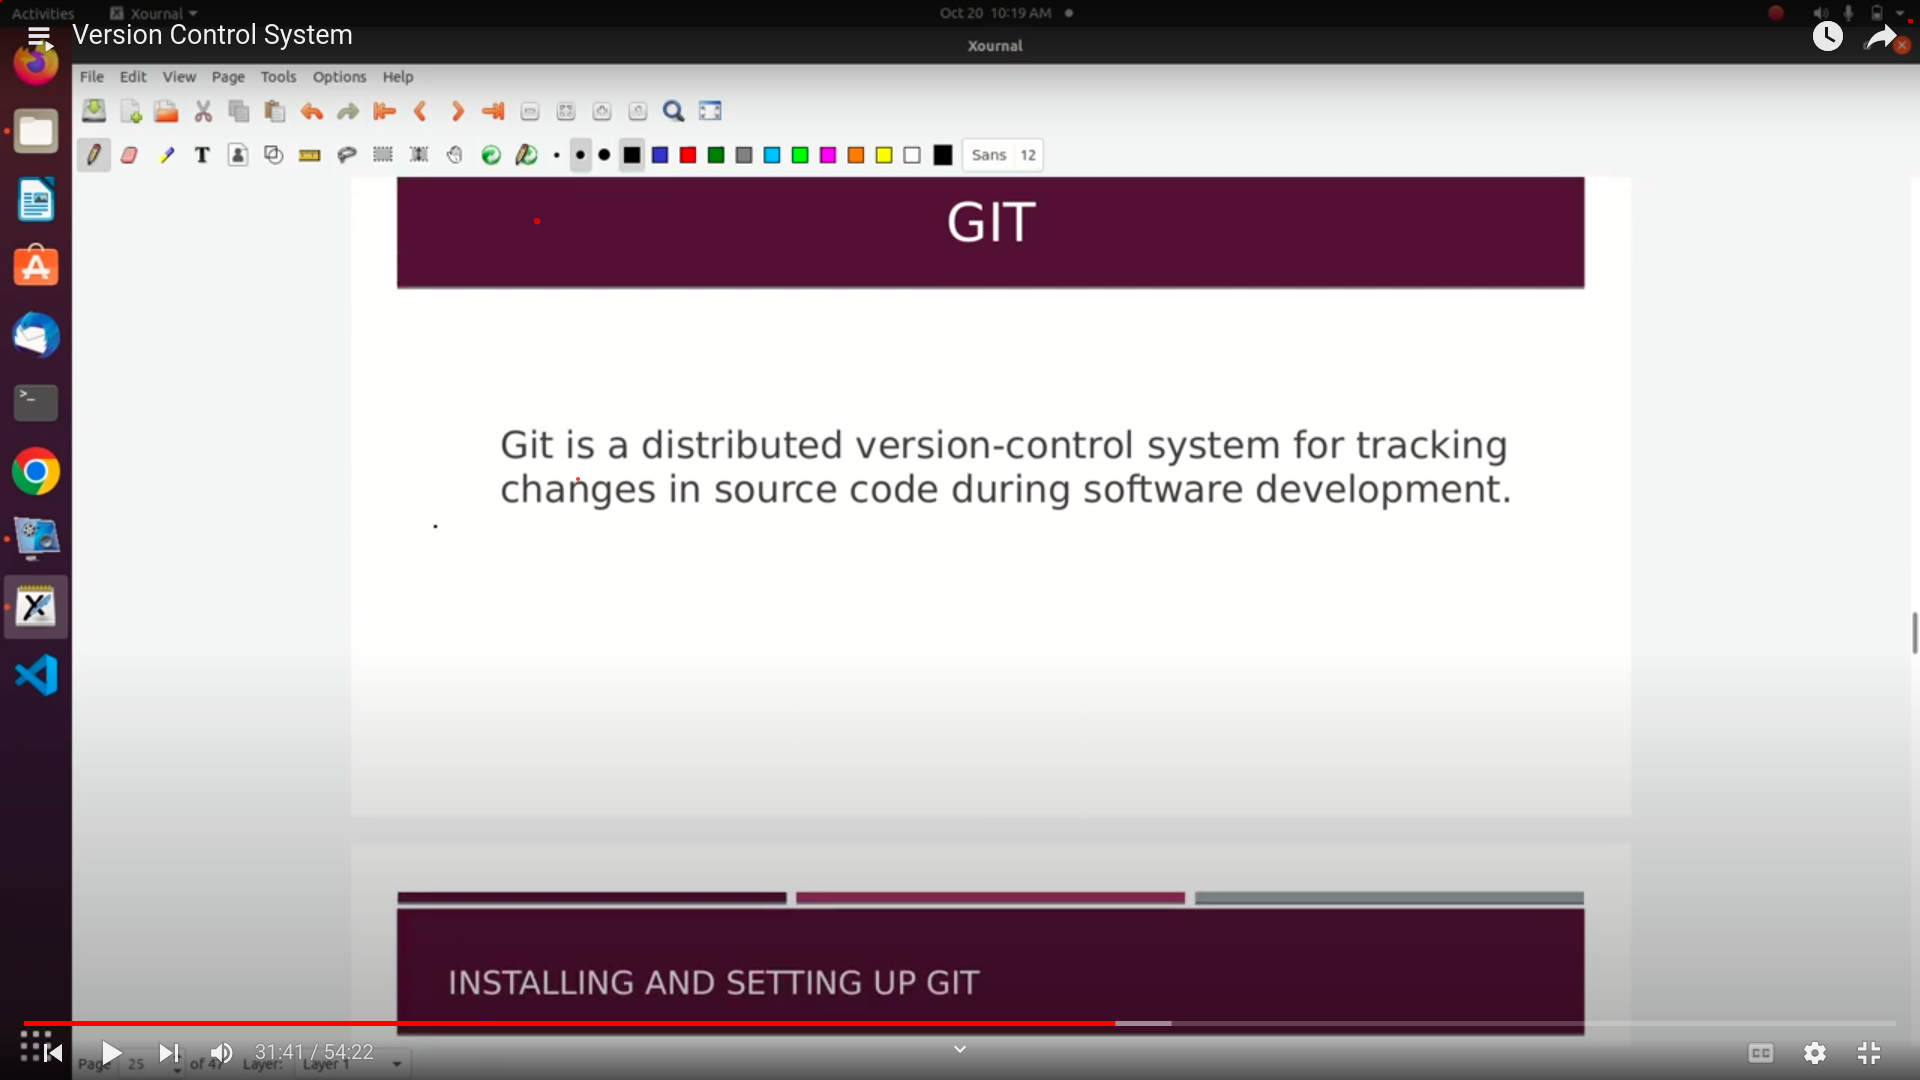 Activities Xournal Oct 20 10:19 AM
Version Control System
Xournal
File Edit View Page Tools Options Help
T Sans 12
GIT
Git is a distributed version-control system for tracking
changes in source code during software development.
INSTALLING AND SETTING UP GIT
31:41 / 54:22 CC
Page 25 of 47 Layer: Layer 1